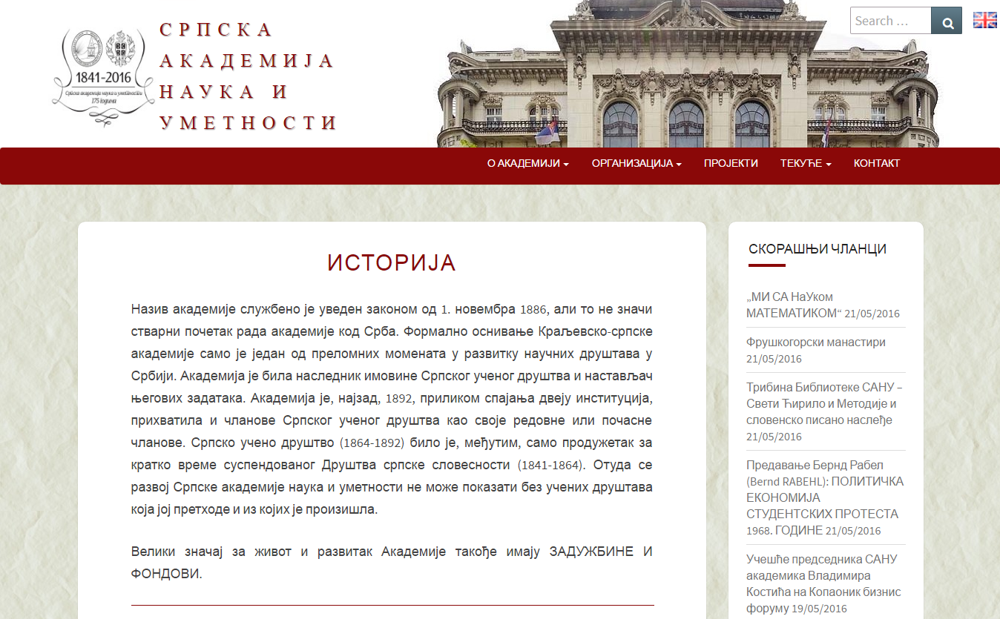 СРПСКА
АКАДЕМИЈА
НАУКА И
УМЕТНОСТИ
1841-2016
Српска академија наука и уметности
175 година
Search …
О АКАДЕМИЈИ
ОРГАНИЗАЦИЈА
ПРОЈЕКТИ
ТЕКУЋЕ
КОНТАКТ
ИСТОРИЈА
Назив академије службено је уведен законом од 1. новембра 1886, али то не значи
стварни почетак рада академије код Срба. Формално оснивање Краљевско-српске
академије само је један од преломних момената у развитку научних друштава у
Србији. Академија је била наследник имовине Српског ученог друштва и настављач
његових задатака. Академија је, најзад, 1892, приликом спајања двеју институција,
прихватила и чланове Српског ученог друштва као своје редовне или почасне
чланове. Српско учено друштво (1864-1892) било је, међутим, само продужетак за
кратко време суспендованог Друштва српске словесности (1841-1864). Отуда се
развој Српске академије наука и уметности не може показати без учених друштава
која јој претходе и из којих је произишла.
Велики значај за живот и развитак Академије такође имају ЗАДУЖБИНЕ И
ФОНДОВИ.
СКОРАШЊИ ЧЛАНЦИ
„МИ СА НаУком
МАТЕМАТИКОМ“ 21/05/2016
Фрушкогорски манастири
21/05/2016
Трибина Библиотеке САНУ –
Свети Ћирило и Методије и
словенско писано наслеђе
21/05/2016
Предавање Бернд Рабел
(Bernd RABEHL): ПОЛИТИЧКА
ЕКОНОМИЈА
СТУДЕНТСКИХ ПРОТЕСТА
1968. ГОДИНЕ 21/05/2016
Учешће председника САНУ
академика Владимира
Костића на Копаоник бизнис
форуму 19/05/2016